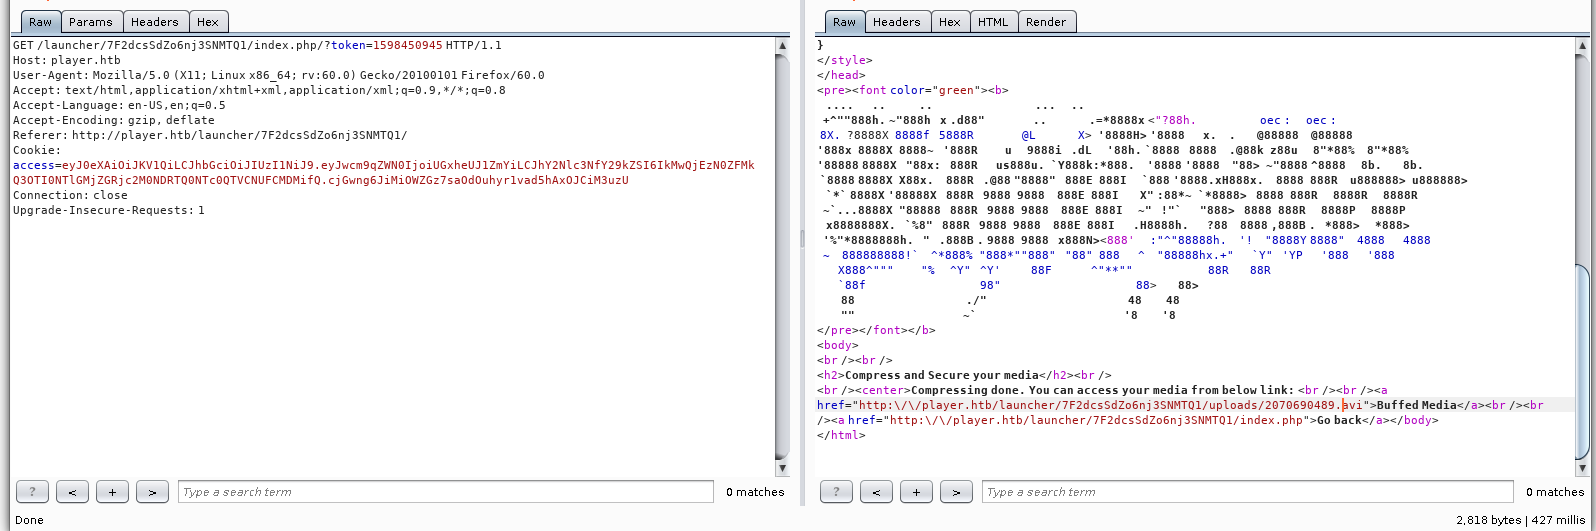 Raw Params Headers Hex
GET /launcher/7F2dcsSdZo6nj3SNMTQ1/index.php/?token=1598450945 HTTP/1.1
Host: player.htb
User-Agent: Mozilla/5.0 (X11; Linux x86_64; rv:60.0) Gecko/20100101 Firefox/60.0
Accept: text/html,application/xhtml+xml,application/xml;q=0.9,*/*;q=0.8
Accept-Language: en-US,en;q=0.5
Accept-Encoding: gzip, deflate
Referer: http://player.htb/launcher/7F2dcsSdZo6nj3SNMTQ1/
Cookie:
access=eyJ0eXAiOiJKV1QiLCJhbGciOiJIUzI1NiJ9.eyJwcm9qZWN0IjoiUGxheUJ1ZmYiLCJhY2Nlc3NfY29kZSI6IkMwQjEzN0ZFMk
Q3OTI0NTlGMjZGRjc2M0NDRTQ0NTc0QTVCNUFCMDMifQ.cjGwng6JiMiOWZGz7saOdOuhyr1vad5hAxOJCiM3uzU
Connection: close
Upgrade-Insecure-Requests: 1
? < + > Type a search term 0 matches
Done
Raw Headers Hex HTML Render
}
</style>
</head>
<pre><font color="green"><b>
</pre></font></b>
<body>
<br /><br />
<h2>Compress and Secure your media</h2><br />
<br /><center>Compressing done. You can access your media from below link: <br /><br /><a
href="http:\/\/player.htb/launcher/7F2dcsSdZo6nj3SNMTQ1/uploads/2070690489.avi">Buffed Media</a><br /><br
/><a href="http:\/\/player.htb/launcher/7F2dcsSdZo6nj3SNMTQ1/index.php">Go back</a></body>
</html>
? < + > Type a search term 0 matches
2,818 bytes | 427 millis